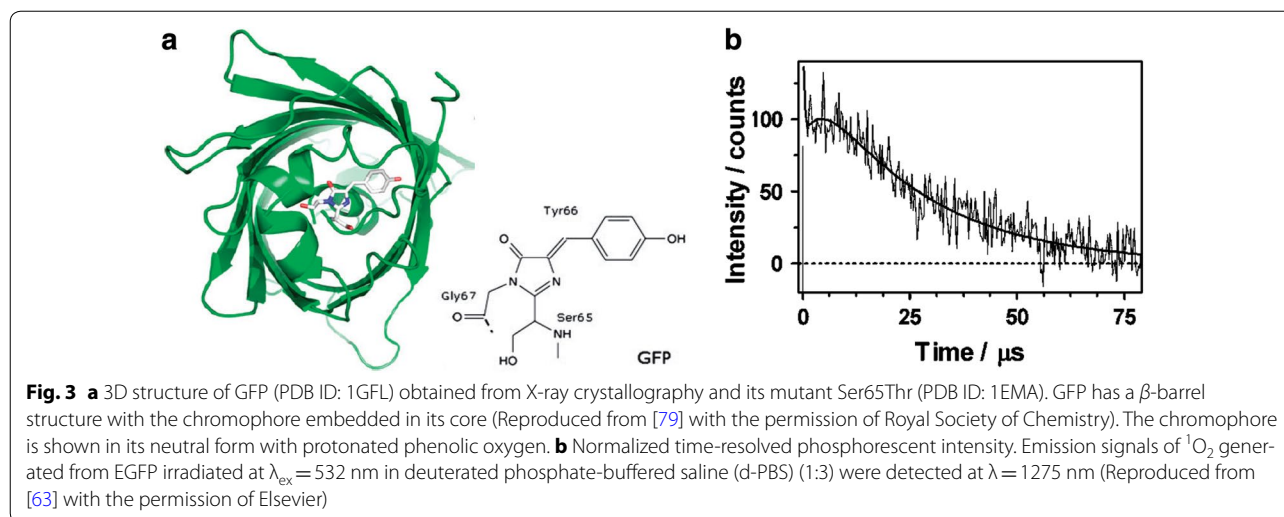 a
b
Tyr66
OH
O
N
N
Gly67
O
Ser65
NH
HO
GFP
Intensity / counts
100
50
0
0
25
50
75
Time / μs
Fig. 3 a 3D structure of GFP (PDB ID: 1GFL) obtained from X-ray crystallography and its mutant Ser65Thr (PDB ID: 1EMA). GFP has a β-barrel
structure with the chromophore embedded in its core (Reproduced from [79] with the permission of Royal Society of Chemistry). The chromophore
is shown in its neutral form with protonated phenolic oxygen. b Normalized time-resolved phosphorescent intensity. Emission signals of ¹O₂ gener-
ated from EGFP irradiated at λex = 532 nm in deuterated phosphate-buffered saline (d-PBS) (1:3) were detected at λ = 1275 nm (Reproduced from
[63] with the permission of Elsevier)